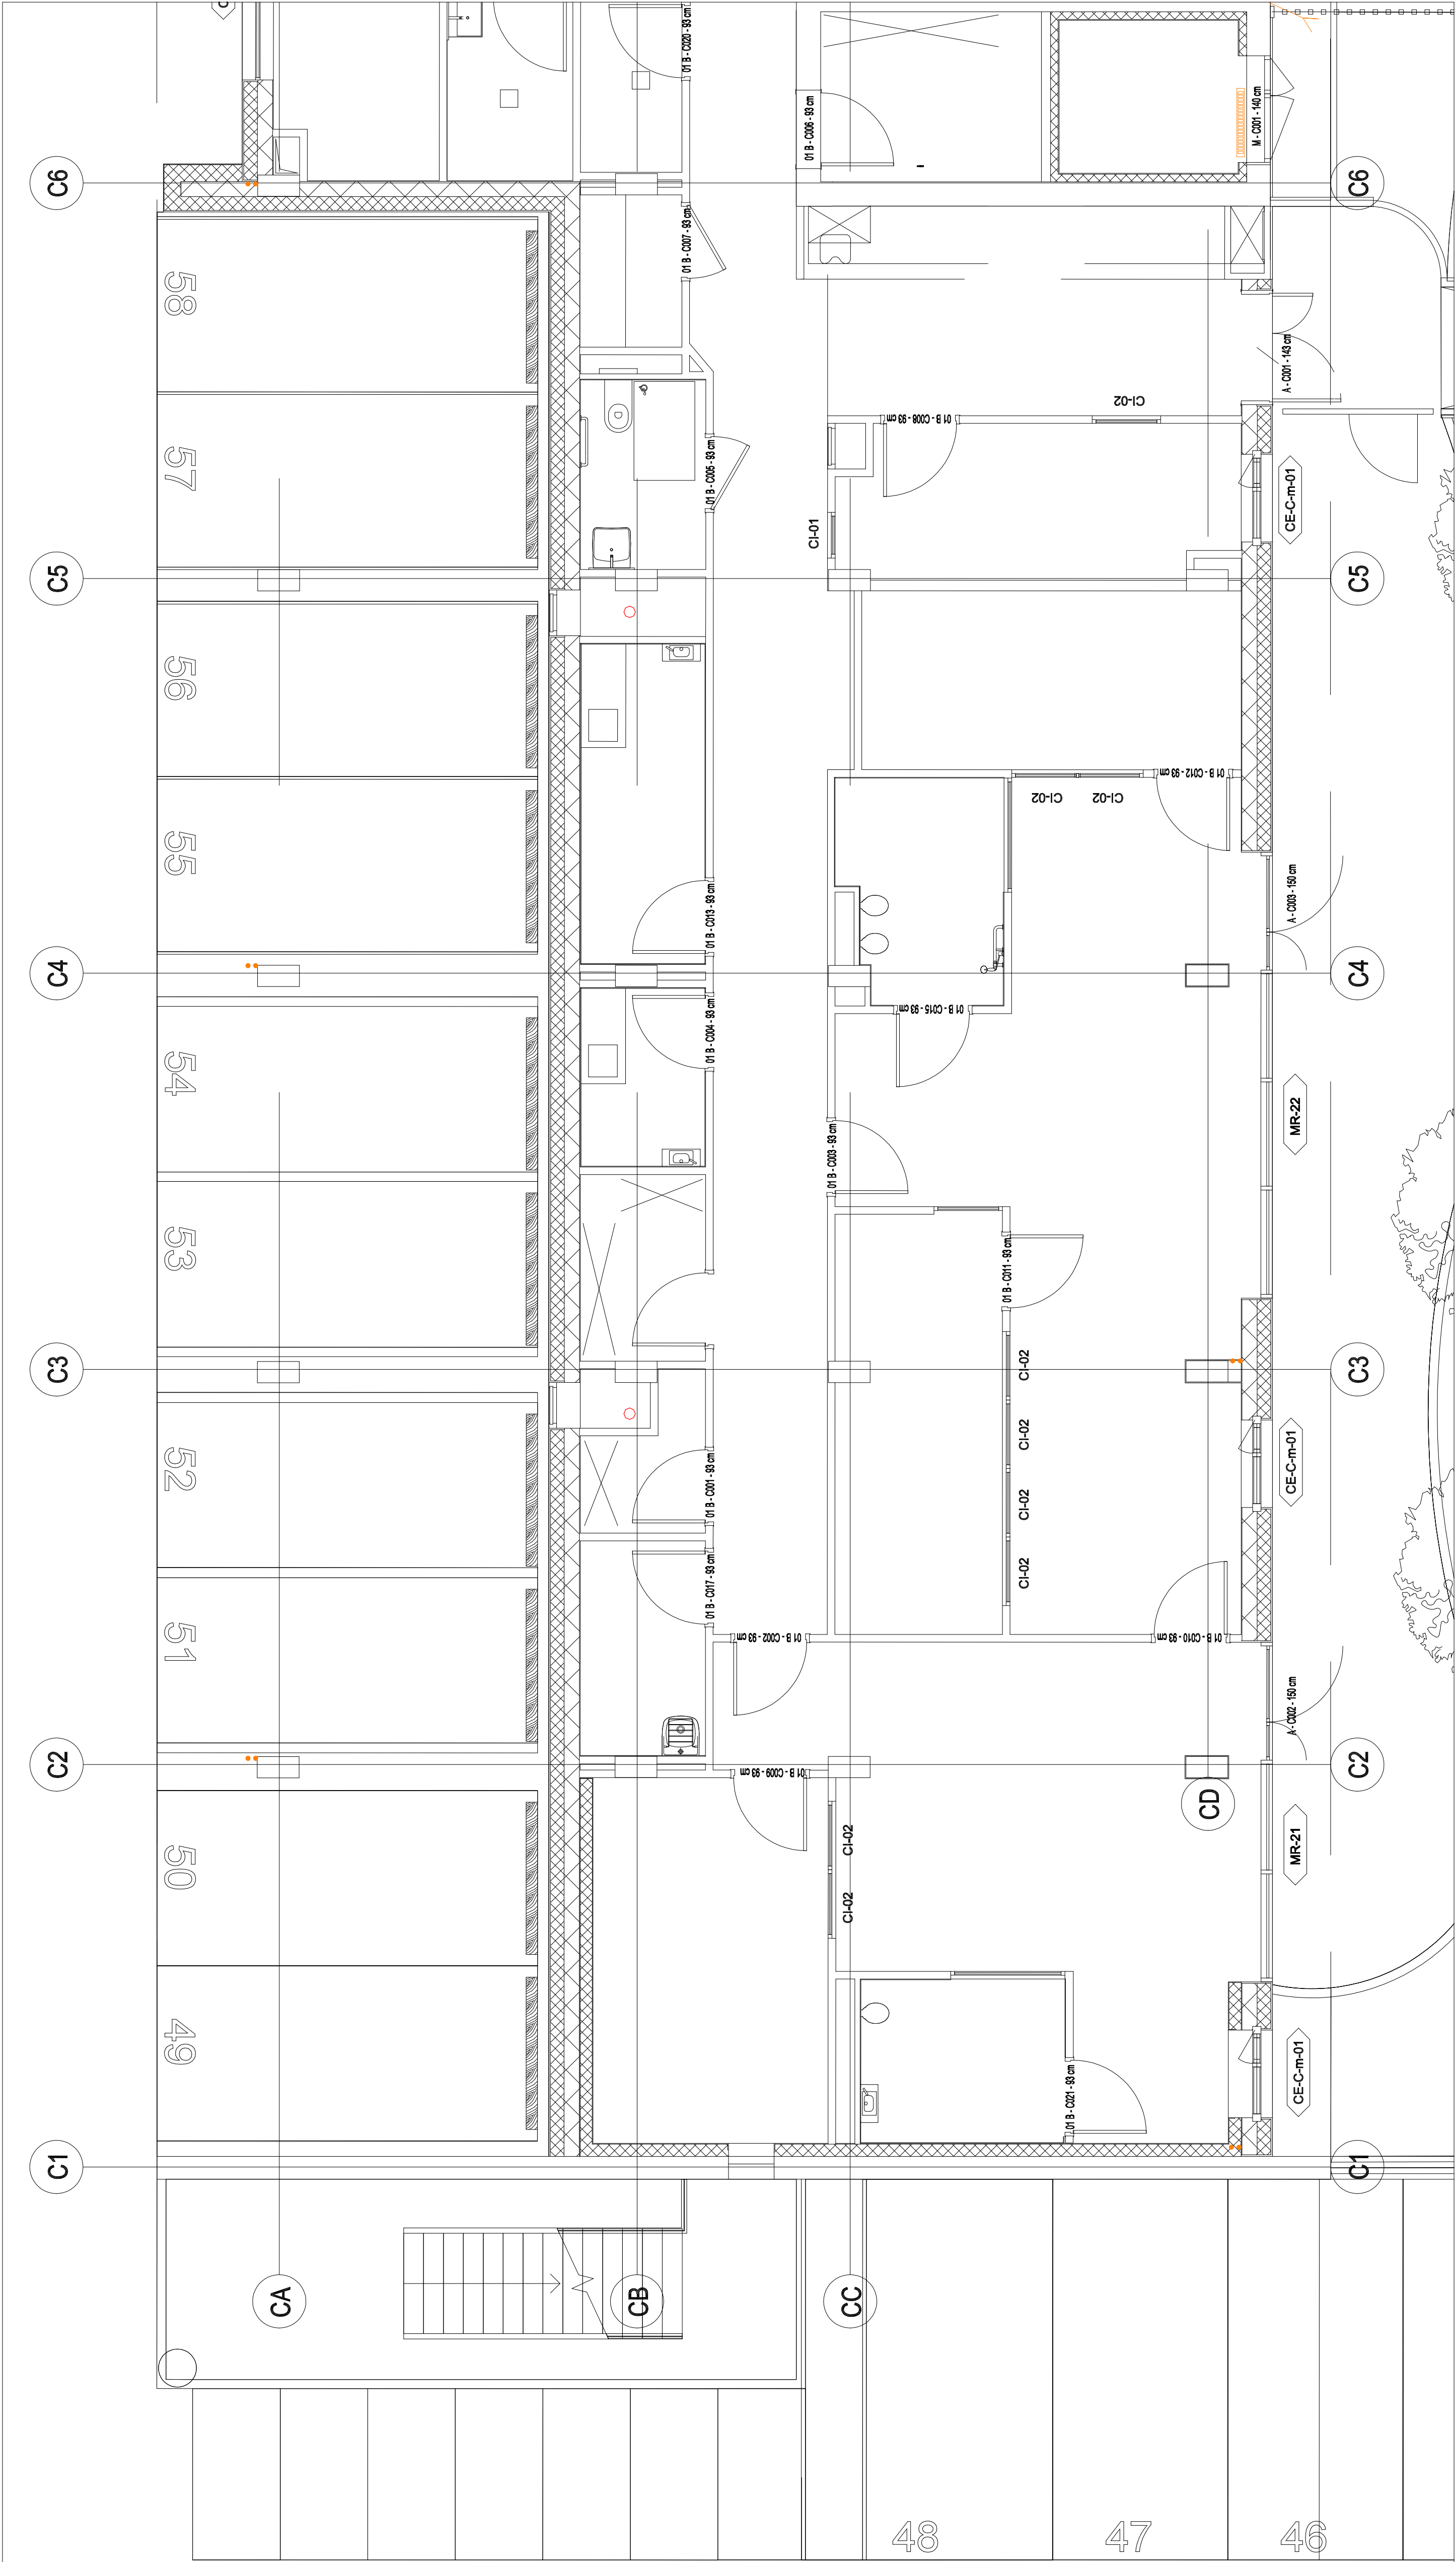 01 B - C020 - 93 cm
01 B - C006 - 93 cm
M - C001 - 140 cm
C6
C6
01 B - C007 - 93 cm
58
A - C001 - 143 cm
CI-02
01 B - C008 - 93 cm
57
01 B - C005 - 93 cm
CE-C-m-01
CI-01
C5
C5
56
01 B - C012 - 93 cm
CI-02
CI-02
55
01 B - C013 - 93 cm
A - C003 - 150 cm
C4
C4
01 B - C015 - 93 cm
01 B - C004 - 93 cm
54
MR-22
01 B - C003 - 93 cm
53
01 B - C011 - 93 cm
C3
CI-02
C3
CI-02
52
01 B - C001 - 93 cm
CE-C-m-01
CI-02
CI-02
01 B - C017 - 93 cm
51
01 B - C002 - 93 cm
01 B - C010 - 93 cm
A - C002 - 150 cm
C2
C2
01 B - C009 - 93 cm
CD
50
CI-02
MR-21
CI-02
49
01 B - C021 - 93 cm
CE-C-m-01
C1
C1
CA
CB
CC
48
47
46